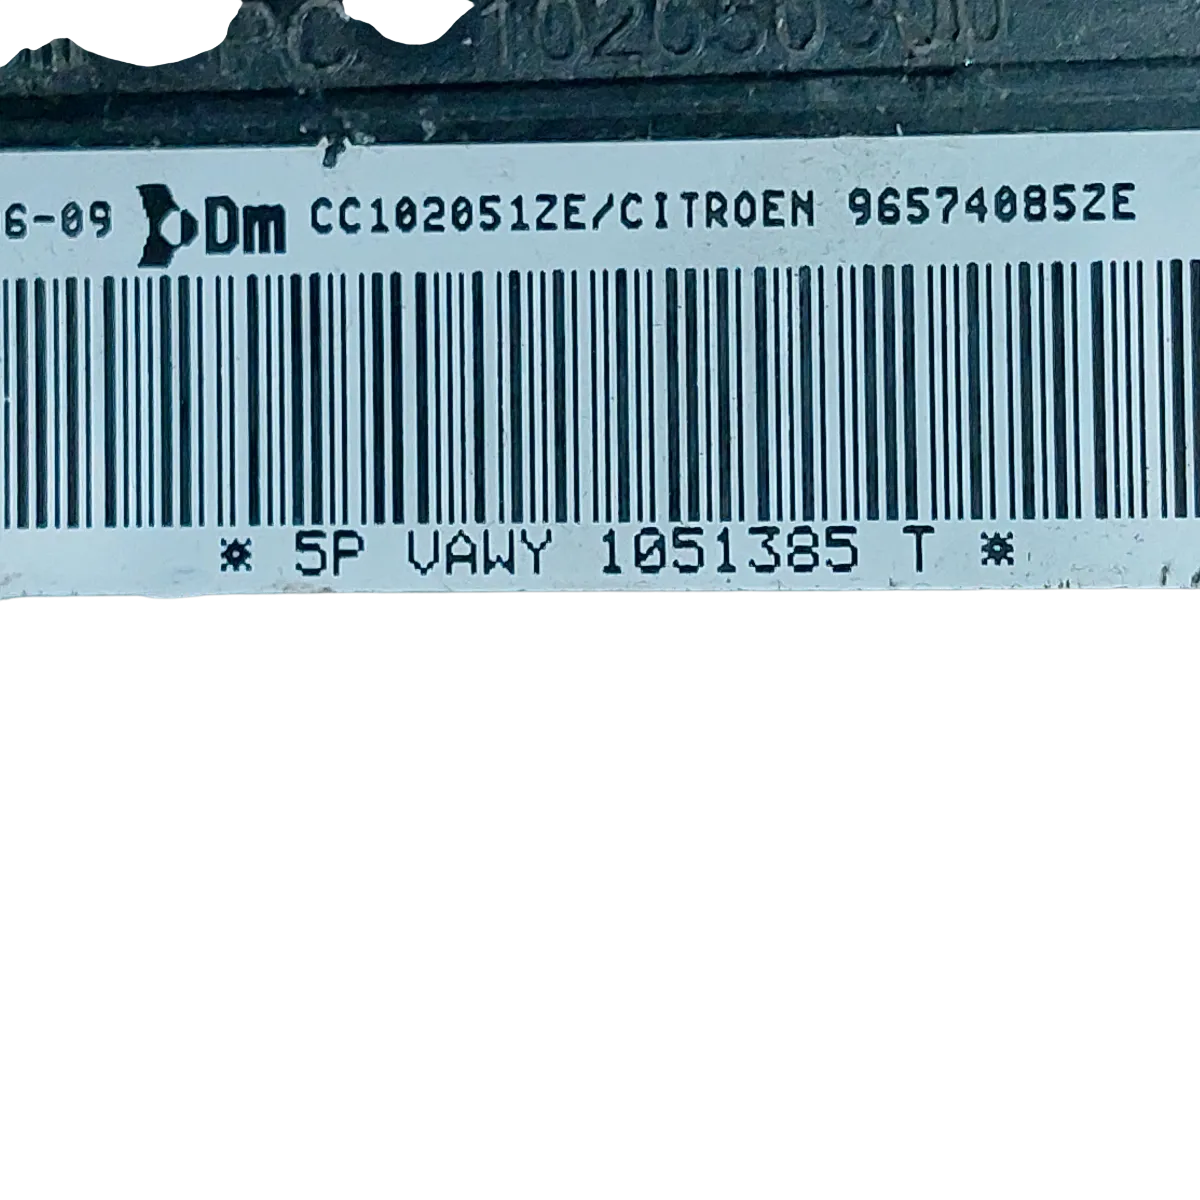 6-09 Dm CC102051ZE/CITROEN 965740852E
* 5P VAWY 1051385 T *